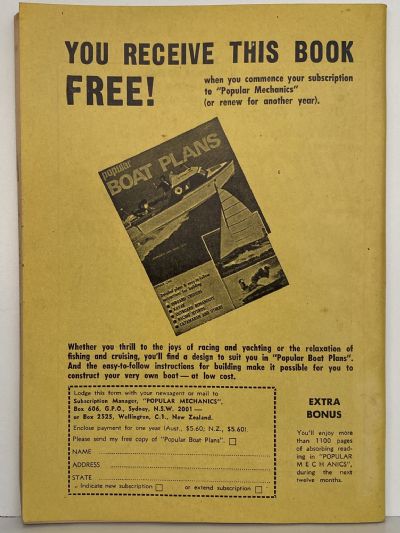 YOU RECEIVE THIS BOOK
FREE!
when you commence your subscription
to "Popular Mechanics"
(or renew for another year).
popular
BOAT PLANS
Whether you thrill to the joys of racing and yachting or the relaxation of
fishing and cruising, you'll find a design to suit you in "Popular Boat Plans".
And the easy-to-follow instructions for building make it possible for you to
construct your very own boat—at low cost.
Lodge this form with your newsagent or mail to
Subscription Manager, "POPULAR MECHANICS",
Box 606, G.P.O., Sydney, N.S.W. 2001—
or Box 2525, Wellington, C.1., New Zealand.
Enclose payment for one year (Aust., $5.60; N.Z., $5.60).
Please send my free copy of "Popular Boat Plans".
NAME
ADDRESS
STATE
Indicate new subscription or extend subscription
EXTRA
BONUS
You'll enjoy more
than 1100 pages
of absorbing read-
ing in "POPULAR
MECHANICS",
during the next
twelve months.